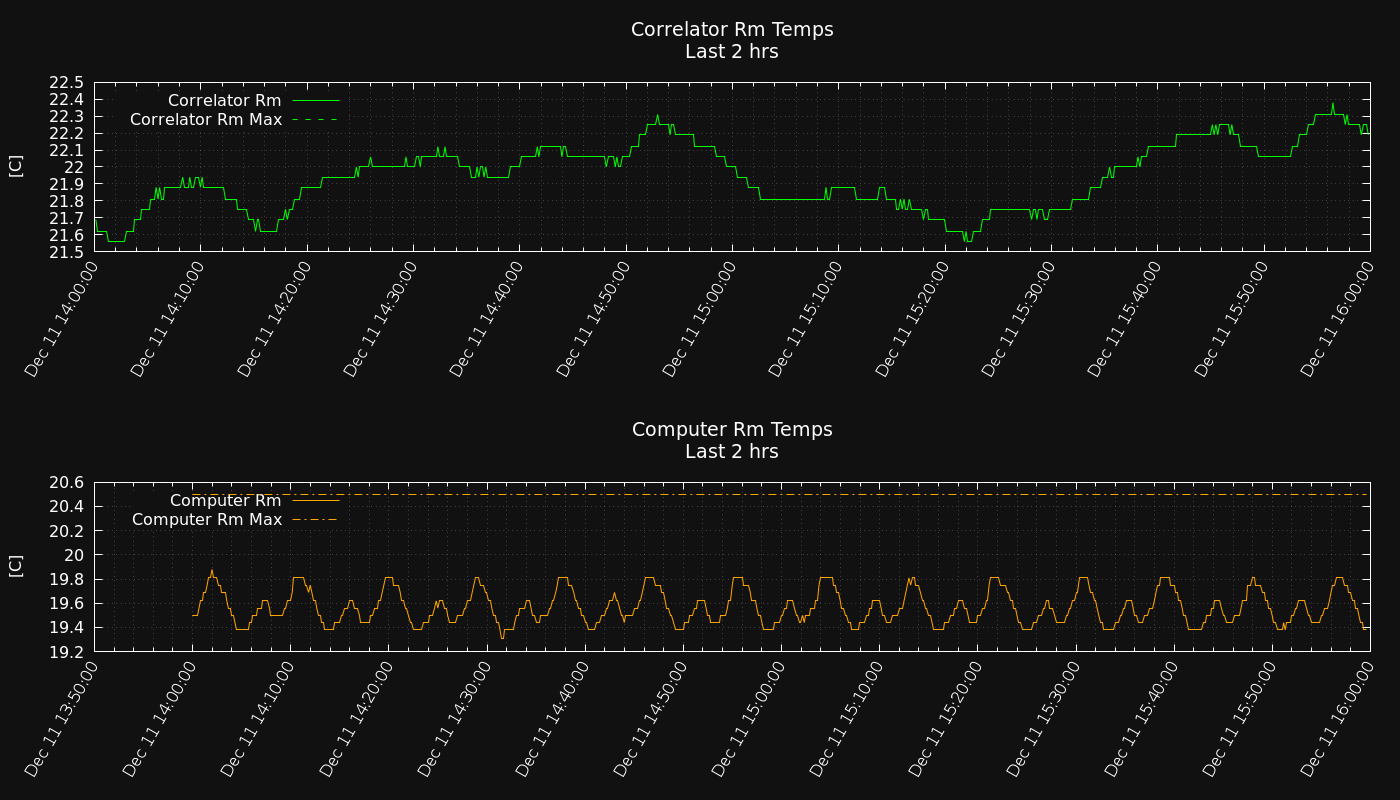 Correlator Rm Temps
Last 2 hrs
22.5
22.4
22.3
22.2
22.1
22
21.9
21.8
21.7
21.6
21.5
[C]
Correlator Rm
Correlator Rm Max
Dec 11 14:00:00
Dec 11 14:10:00
Dec 11 14:20:00
Dec 11 14:30:00
Dec 11 14:40:00
Dec 11 14:50:00
Dec 11 15:00:00
Dec 11 15:10:00
Dec 11 15:20:00
Dec 11 15:30:00
Dec 11 15:40:00
Dec 11 15:50:00
Dec 11 16:00:00
Computer Rm Temps
Last 2 hrs
20.6
20.4
20.2
20
19.8
19.6
19.4
19.2
[C]
Computer Rm
Computer Rm Max
Dec 11 13:50:00
Dec 11 14:00:00
Dec 11 14:10:00
Dec 11 14:20:00
Dec 11 14:30:00
Dec 11 14:40:00
Dec 11 14:50:00
Dec 11 15:00:00
Dec 11 15:10:00
Dec 11 15:20:00
Dec 11 15:30:00
Dec 11 15:40:00
Dec 11 15:50:00
Dec 11 16:00:00